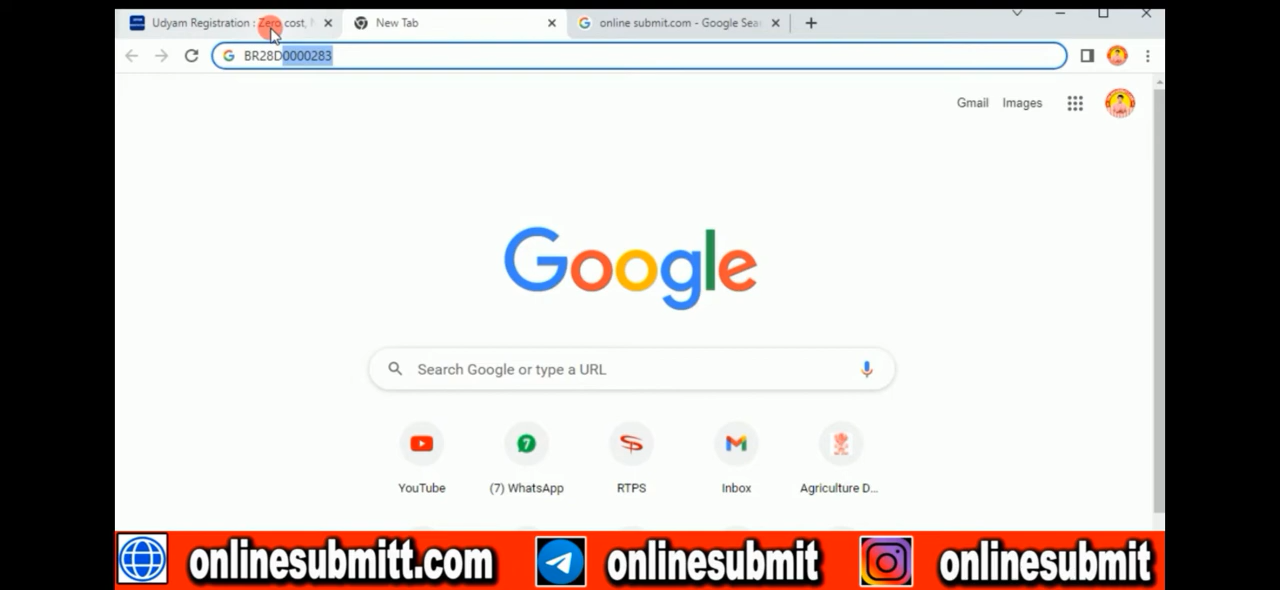 Udyam Registration : Zero cost, N
New Tab
online submit.com - Google Sea
BR28D0000283
Gmail Images
Google
Search Google or type a URL
7
YouTube (7) WhatsApp RTPS Inbox Agriculture D...
onlinesubmitt.com onlinesubmit onlinesubmit